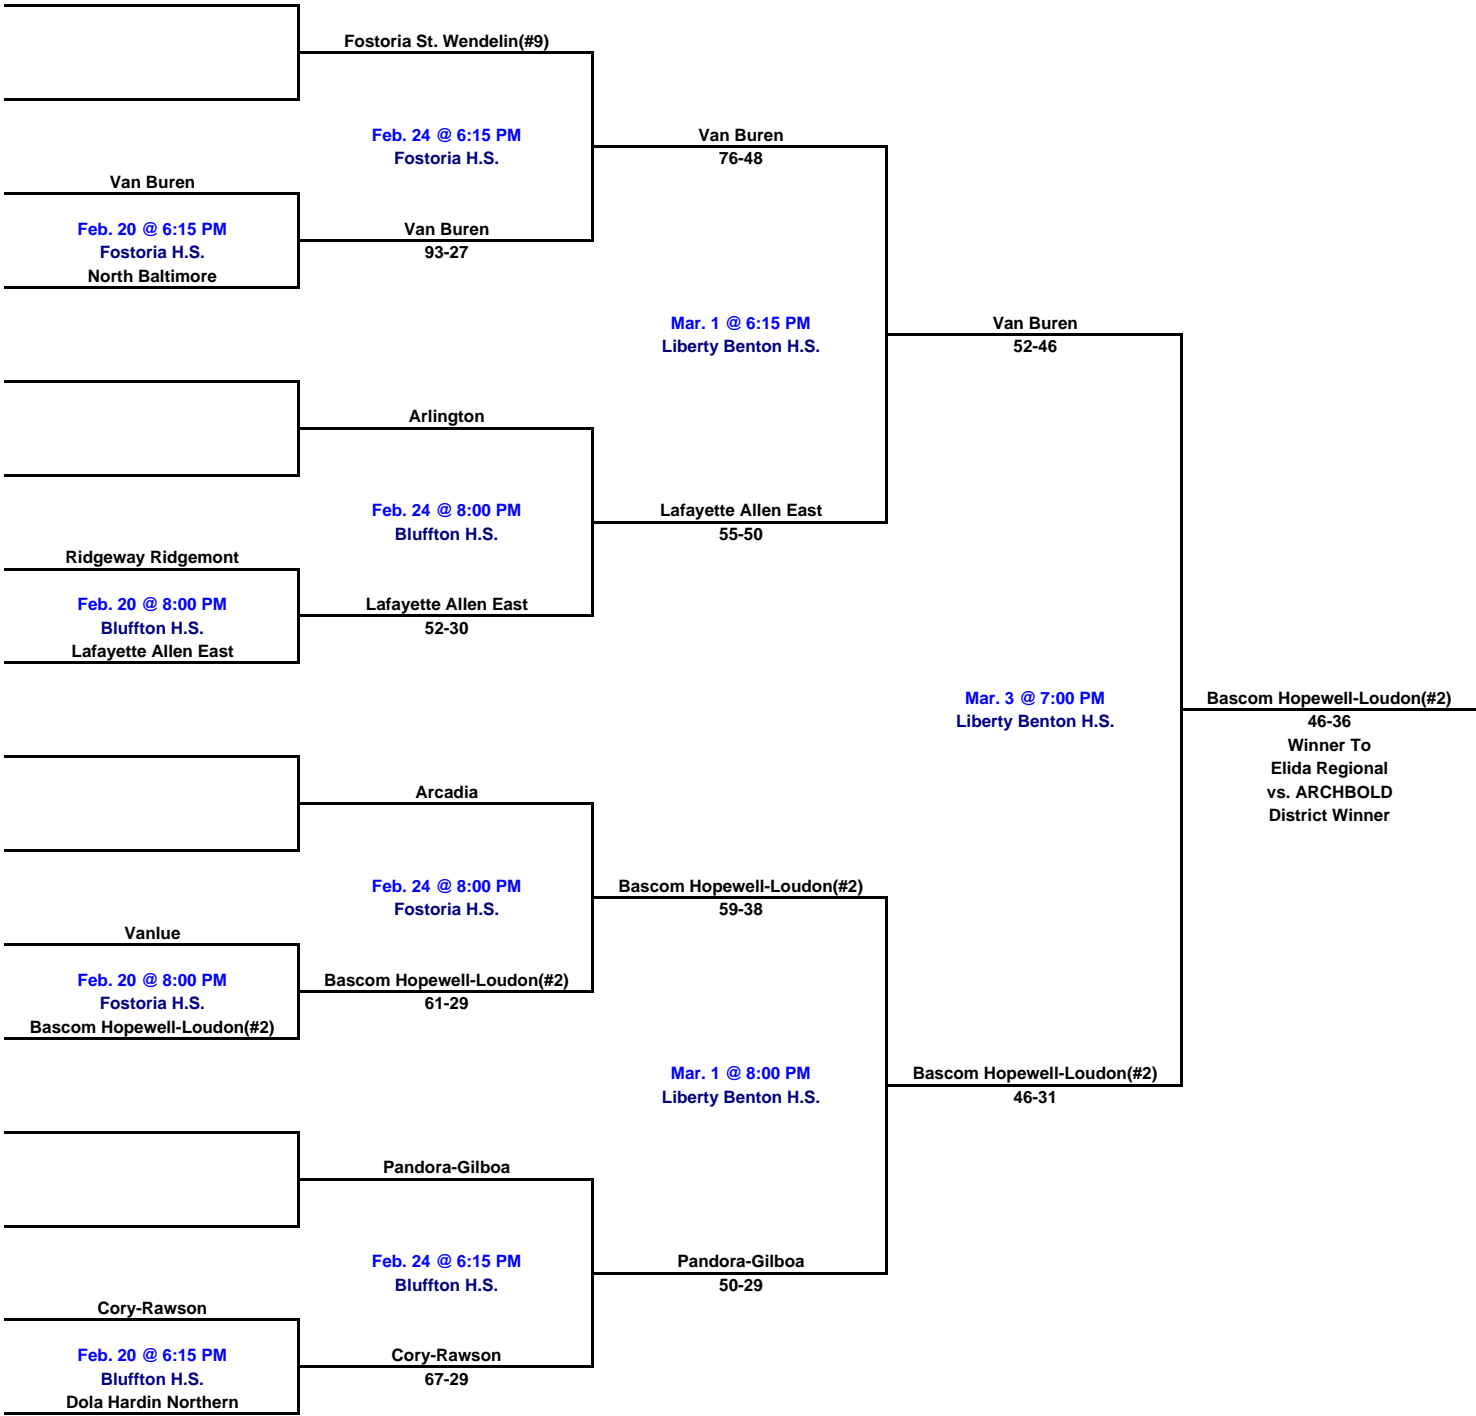 Fostoria St. Wendelin(#9)
Feb. 24 @ 6:15 PM
Fostoria H.S.
Van Buren
76-48
Van Buren
Feb. 20 @ 6:15 PM
Fostoria H.S.
North Baltimore
Van Buren
93-27
Mar. 1 @ 6:15 PM
Liberty Benton H.S.
Van Buren
52-46
Arlington
Feb. 24 @ 8:00 PM
Bluffton H.S.
Lafayette Allen East
55-50
Ridgeway Ridgemont
Feb. 20 @ 8:00 PM
Bluffton H.S.
Lafayette Allen East
Lafayette Allen East
52-30
Mar. 3 @ 7:00 PM
Liberty Benton H.S.
Bascom Hopewell-Loudon(#2)
46-36
Winner To
Elida Regional
vs. ARCHBOLD
District Winner
Arcadia
Feb. 24 @ 8:00 PM
Fostoria H.S.
Bascom Hopewell-Loudon(#2)
59-38
Vanlue
Feb. 20 @ 8:00 PM
Fostoria H.S.
Bascom Hopewell-Loudon(#2)
Bascom Hopewell-Loudon(#2)
61-29
Mar. 1 @ 8:00 PM
Liberty Benton H.S.
Bascom Hopewell-Loudon(#2)
46-31
Pandora-Gilboa
Feb. 24 @ 6:15 PM
Bluffton H.S.
Pandora-Gilboa
50-29
Cory-Rawson
Feb. 20 @ 6:15 PM
Bluffton H.S.
Dola Hardin Northern
Cory-Rawson
67-29